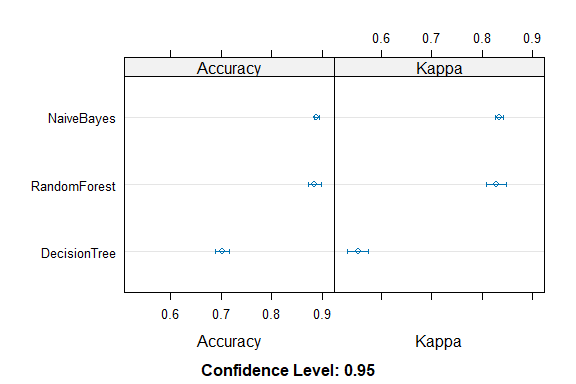 0.6 0.7 0.8 0.9
Accuracy Kappa
NaiveBayes
RandomForest
DecisionTree
0.6 0.7 0.8 0.9
Accuracy Kappa
Confidence Level: 0.95